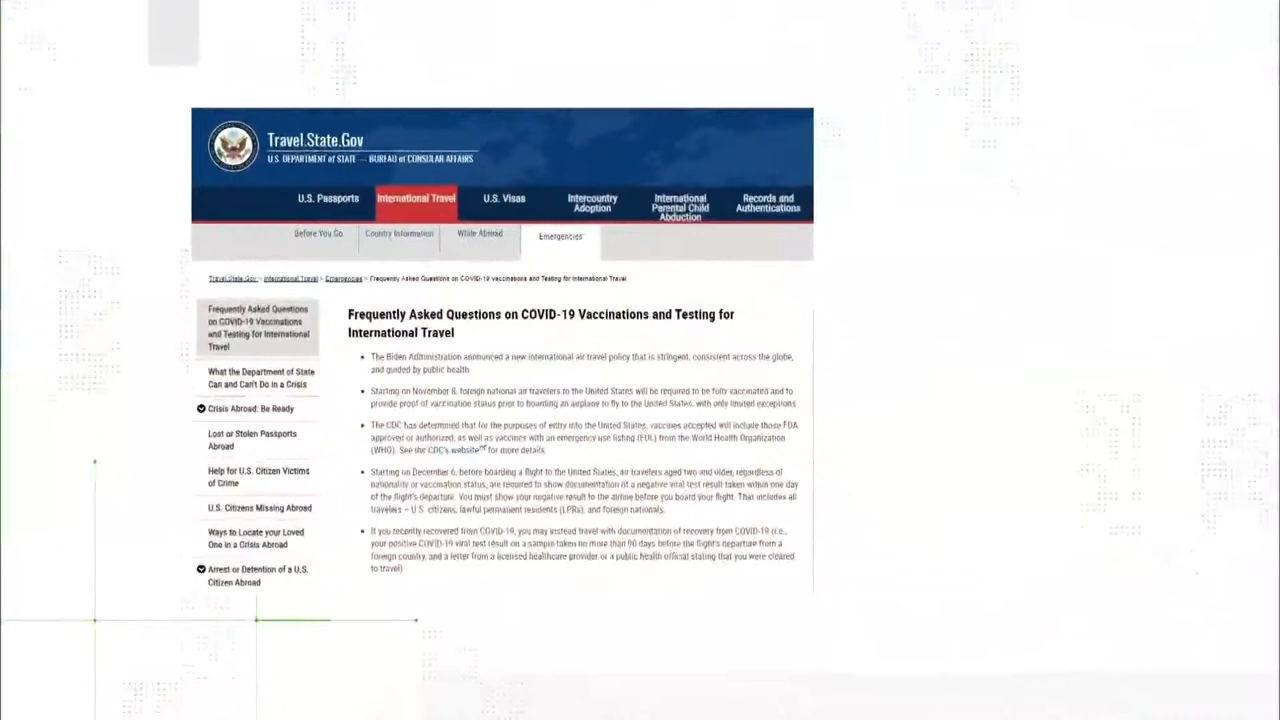 Travel.State.Gov
U.S. DEPARTMENT of STATE — BUREAU of CONSULAR AFFAIRS
U.S. Passports
International Travel
U.S. Visas
Intercountry
Adoption
International
Parental Child
Abduction
Records and
Authentications
Before You Go
Country Information
While Abroad
Emergencies
Travel.State.Gov > International Travel > Emergencies > Frequently Asked Questions on COVID-19 Vaccinations and Testing for International Travel
Frequently Asked Questions
on COVID-19 Vaccinations
and Testing for International
Travel
What the Department of State
Can and Can't Do in a Crisis
Crisis Abroad: Be Ready
Lost or Stolen Passports
Abroad
Help for U.S. Citizen Victims
of Crime
U.S. Citizens Missing Abroad
Ways to Locate your Loved
One in a Crisis Abroad
Arrest or Detention of a U.S.
Citizen Abroad
Frequently Asked Questions on COVID-19 Vaccinations and Testing for
International Travel
The Biden Administration announced a new international air travel policy that is stringent, consistent across the globe,
and guided by public health
Starting on November 8, foreign national air travelers to the United States will be required to be fully vaccinated and to
provide proof of vaccination status prior to boarding an airplane to fly to the United States, with only limited exceptions.
The CDC has determined that for the purposes of entry into the United States, vaccines accepted will include those FDA
approved or authorized, as well as vaccines with an emergency use listing (EUL) from the World Health Organization
(WHO). See the CDC's website for more details.
Starting on December 6, before boarding a flight to the United States, air travelers aged two and older, regardless of
nationality or vaccination status, are required to show documentation of a negative viral test result taken within one day
of the flight's departure. You must show your negative result to the airline before you board your flight. That includes all
travelers – U.S. citizens, lawful permanent residents (LPRs), and foreign nationals.
If you recently recovered from COVID-19, you may instead travel with documentation of recovery from COVID-19 (i.e.,
your positive COVID-19 viral test result on a sample taken no more than 90 days before the flight's departure from a
foreign country, and a letter from a licensed healthcare provider or a public health official stating that you were cleared
to travel)